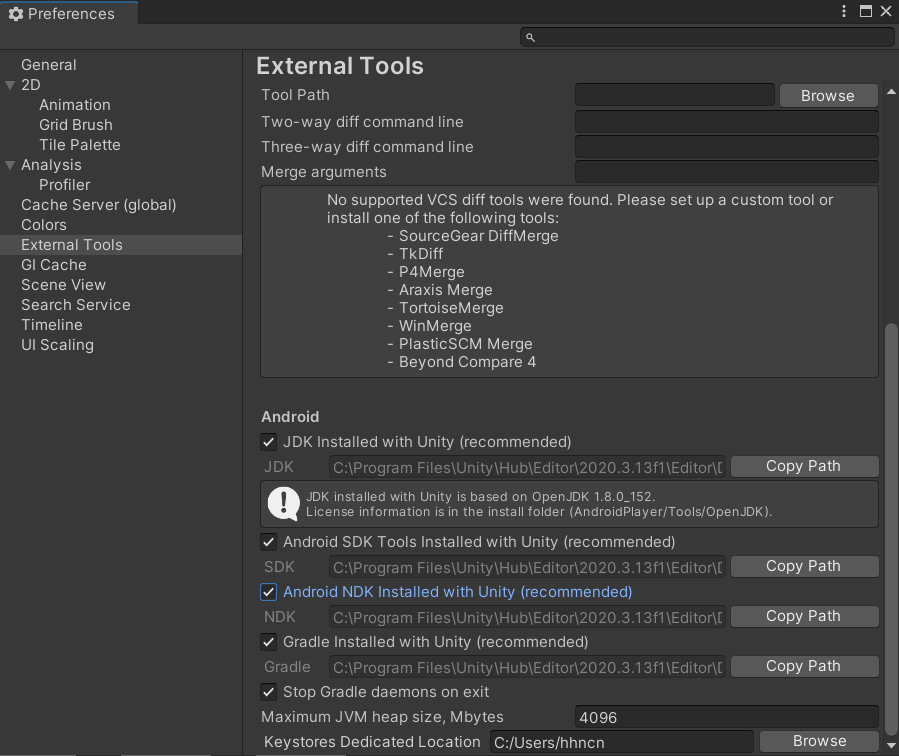 Preferences
General
2D
Animation
Grid Brush
Tile Palette
Analysis
Profiler
Cache Server (global)
Colors
External Tools
GI Cache
Scene View
Search Service
Timeline
UI Scaling
External Tools
Tool Path
Browse
Two-way diff command line
Three-way diff command line
Merge arguments
No supported VCS diff tools were found. Please set up a custom tool or
install one of the following tools:
- SourceGear DiffMerge
- TkDiff
- P4Merge
- Araxis Merge
- TortoiseMerge
- WinMerge
- PlasticSCM Merge
- Beyond Compare 4
Android
JDK Installed with Unity (recommended)
JDK C:\Program Files\Unity\Hub\Editor\2020.3.13f1\Editor\D Copy Path
JDK installed with Unity is based on OpenJDK 1.8.0_152.
License information is in the install folder (AndroidPlayer/Tools/OpenJDK).
Android SDK Tools Installed with Unity (recommended)
SDK C:\Program Files\Unity\Hub\Editor\2020.3.13f1\Editor\D Copy Path
Android NDK Installed with Unity (recommended)
NDK C:\Program Files\Unity\Hub\Editor\2020.3.13f1\Editor\D Copy Path
Gradle Installed with Unity (recommended)
Gradle C:\Program Files\Unity\Hub\Editor\2020.3.13f1\Editor\D Copy Path
Stop Gradle daemons on exit
Maximum JVM heap size, Mbytes 4096
Keystores Dedicated Location C:/Users/hhncn Browse